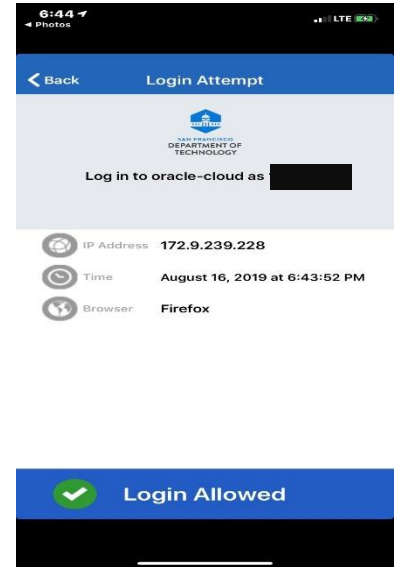 6:44
LTE
Photos
Back
Login Attempt
SAN FRANCISCO
DEPARTMENT OF
TECHNOLOGY
Log in to oracle-cloud as
IP Address 172.9.239.228
Time August 16, 2019 at 6:43:52 PM
Browser Firefox
Login Allowed